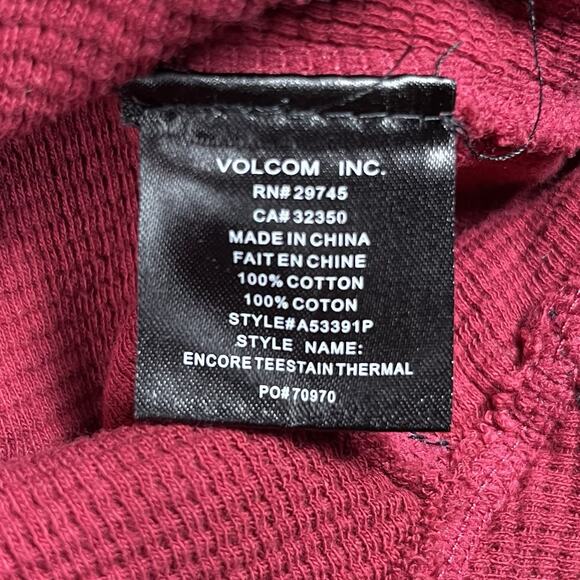 VOLCOM INC.
RN# 29745
CA# 32350
MADE IN CHINA
FAIT EN CHINE
100% COTTON
100% COTON
STYLE#A53391P
STYLE NAME:
ENCORE TEESTAIN THERMAL
PO# 70970